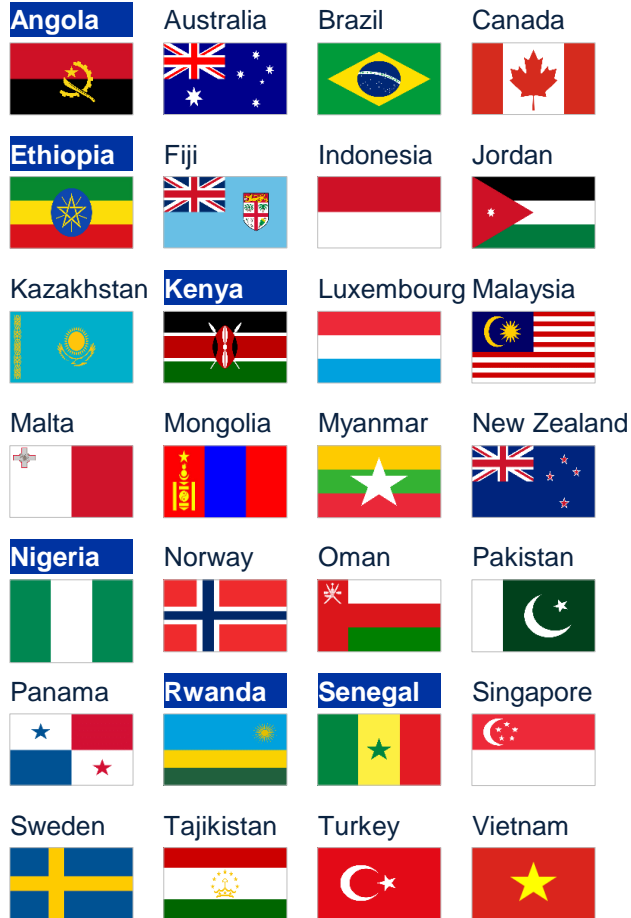 Angola Australia Brazil Canada
Ethiopia Fiji Indonesia Jordan
Kazakhstan Kenya Luxembourg Malaysia
Malta Mongolia Myanmar New Zealand
Nigeria Norway Oman Pakistan
Panama Rwanda Senegal Singapore
Sweden Tajikistan Turkey Vietnam